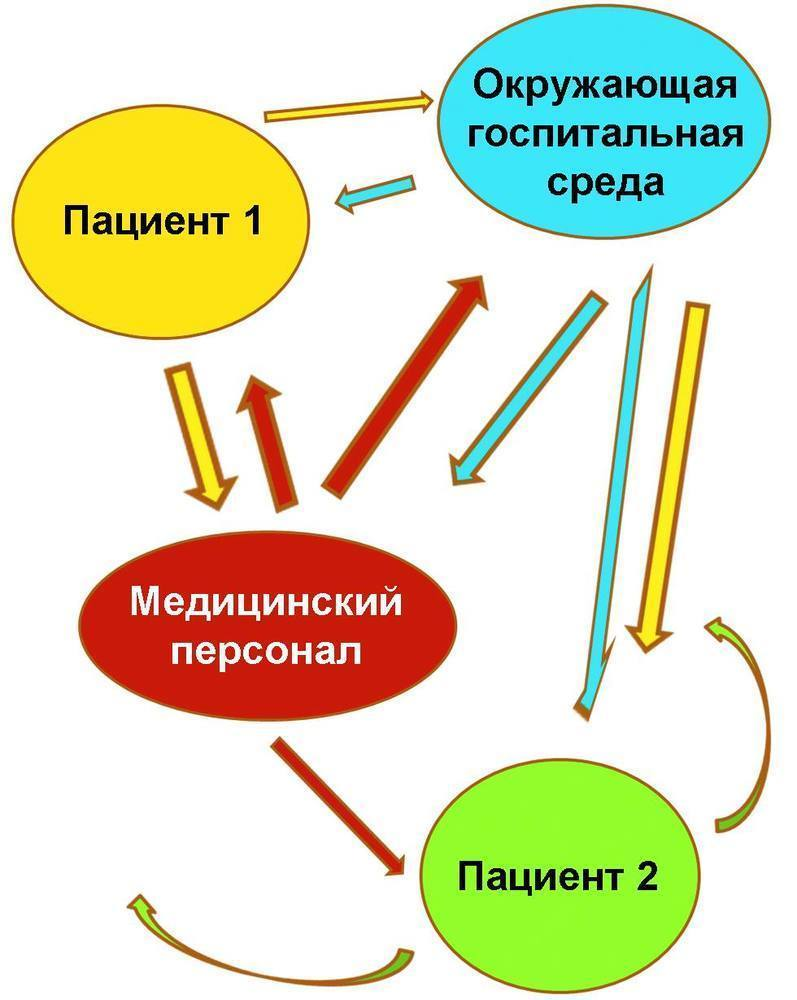 Окружающая
госпитальная
среда
Пациент 1
Медицинский
персонал
Пациент 2